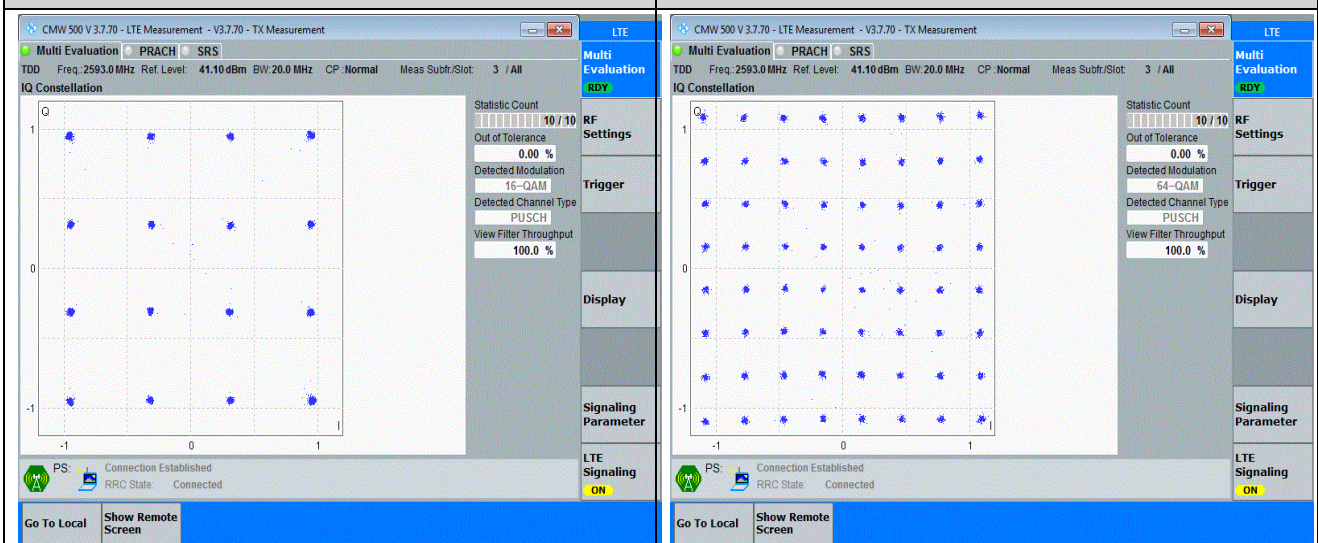 CMW 500 V 3.7.70 - LTE Measurement - V3.7.70 - TX Measurement
LTE
Multi Evaluation PRACH SRS
Multi
Evaluation
RDY
TDD Freq.:2593.0 MHz Ref. Level: 41.10 dBm BW:20.0 MHz CP :Normal Meas Subfr./Slot: 3 / All
IQ Constellation
Q
1
0
-1
-1
0
1
I
Statistic Count
10 / 10
Out of Tolerance
0.00 %
Detected Modulation
16-QAM
Detected Channel Type
PUSCH
View Filter Throughput
100.0 %
RF
Settings
Trigger
Display
Signaling
Parameter
LTE
Signaling
ON
PS: Connection Established
RRC State: Connected
Go To Local
Show Remote
Screen
CMW 500 V 3.7.70 - LTE Measurement - V3.7.70 - TX Measurement
LTE
Multi Evaluation PRACH SRS
Multi
Evaluation
RDY
TDD Freq.:2593.0 MHz Ref. Level: 41.10 dBm BW:20.0 MHz CP :Normal Meas Subfr./Slot: 3 / All
IQ Constellation
Q
1
0
-1
-1
0
1
I
Statistic Count
10 / 10
Out of Tolerance
0.00 %
Detected Modulation
64-QAM
Detected Channel Type
PUSCH
View Filter Throughput
100.0 %
RF
Settings
Trigger
Display
Signaling
Parameter
LTE
Signaling
ON
PS: Connection Established
RRC State: Connected
Go To Local
Show Remote
Screen